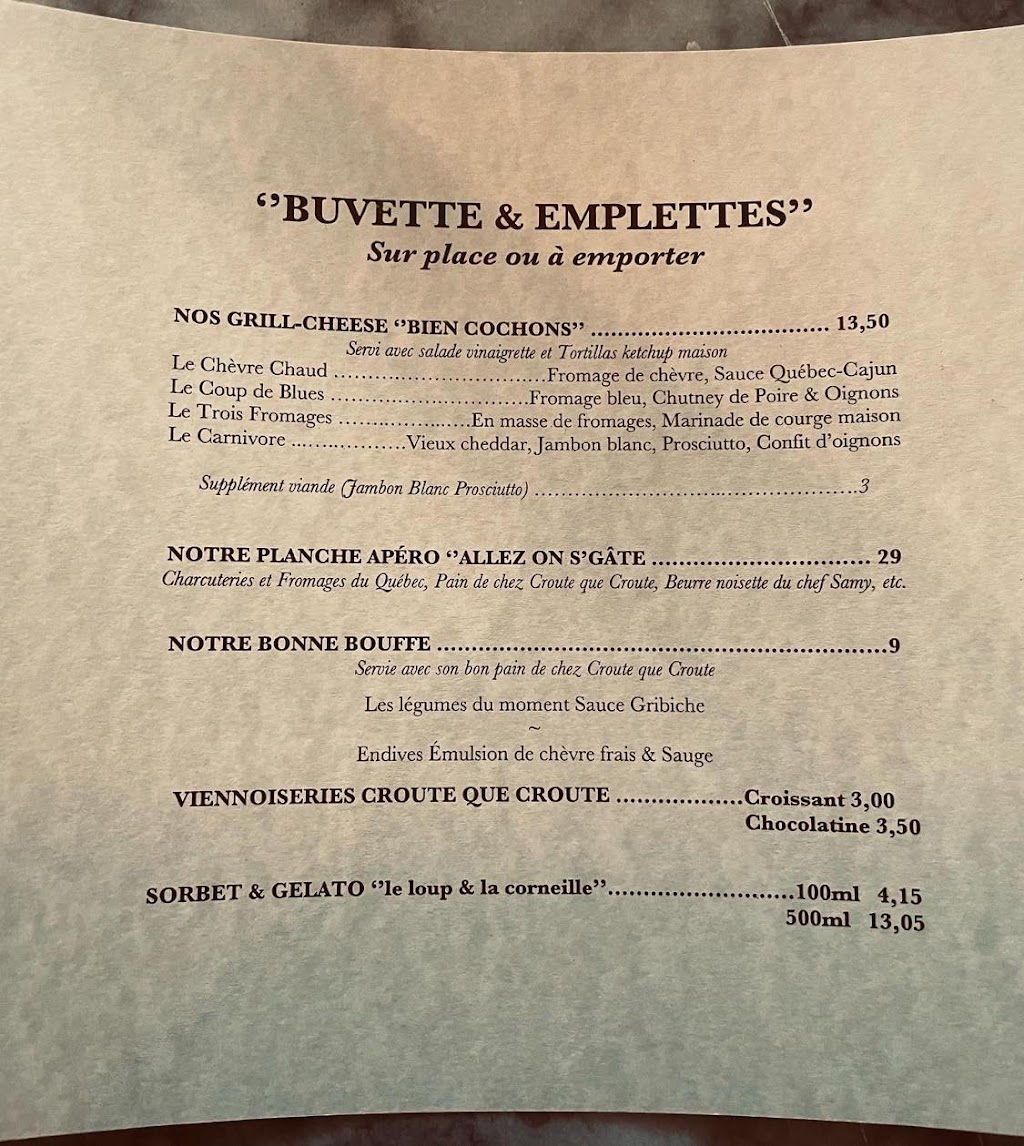 ‘’BUVETTE & EMPLETTES’’
Sur place ou à emporter
NOS GRILL-CHEESE ‘’BIEN COCHONS’’ .................................... 13,50
Servi avec salade vinaigrette et Tortillas ketchup maison
Le Chèvre Chaud ................................Fromage de chèvre, Sauce Québec-Cajun
Le Coup de Blues ..............................Fromage bleu, Chutney de Poire & Oignons
Le Trois Fromages ....................En masse de fromages, Marinade de courge maison
Le Carnivore .................Vieux cheddar, Jambon blanc, Prosciutto, Confit d’oignons
Supplément viande (Jambon Blanc Prosciutto) .................................................3
NOTRE PLANCHE APÉRO ‘’ALLEZ ON S’GÂTE ................................. 29
Charcuteries et Fromages du Québec, Pain de chez Croute que Croute, Beurre noisette du chef Samy, etc.
NOTRE BONNE BOUFFE ..................................................................9
Servie avec son bon pain de chez Croute que Croute
Les légumes du moment Sauce Gribiche
~
Endives Émulsion de chèvre frais & Sauge
VIENNOISERIES CROUTE QUE CROUTE ..................Croissant 3,00
Chocolatine 3,50
SORBET & GELATO ‘’le loup & la corneille’’..........................100ml 4,15
500ml 13,05